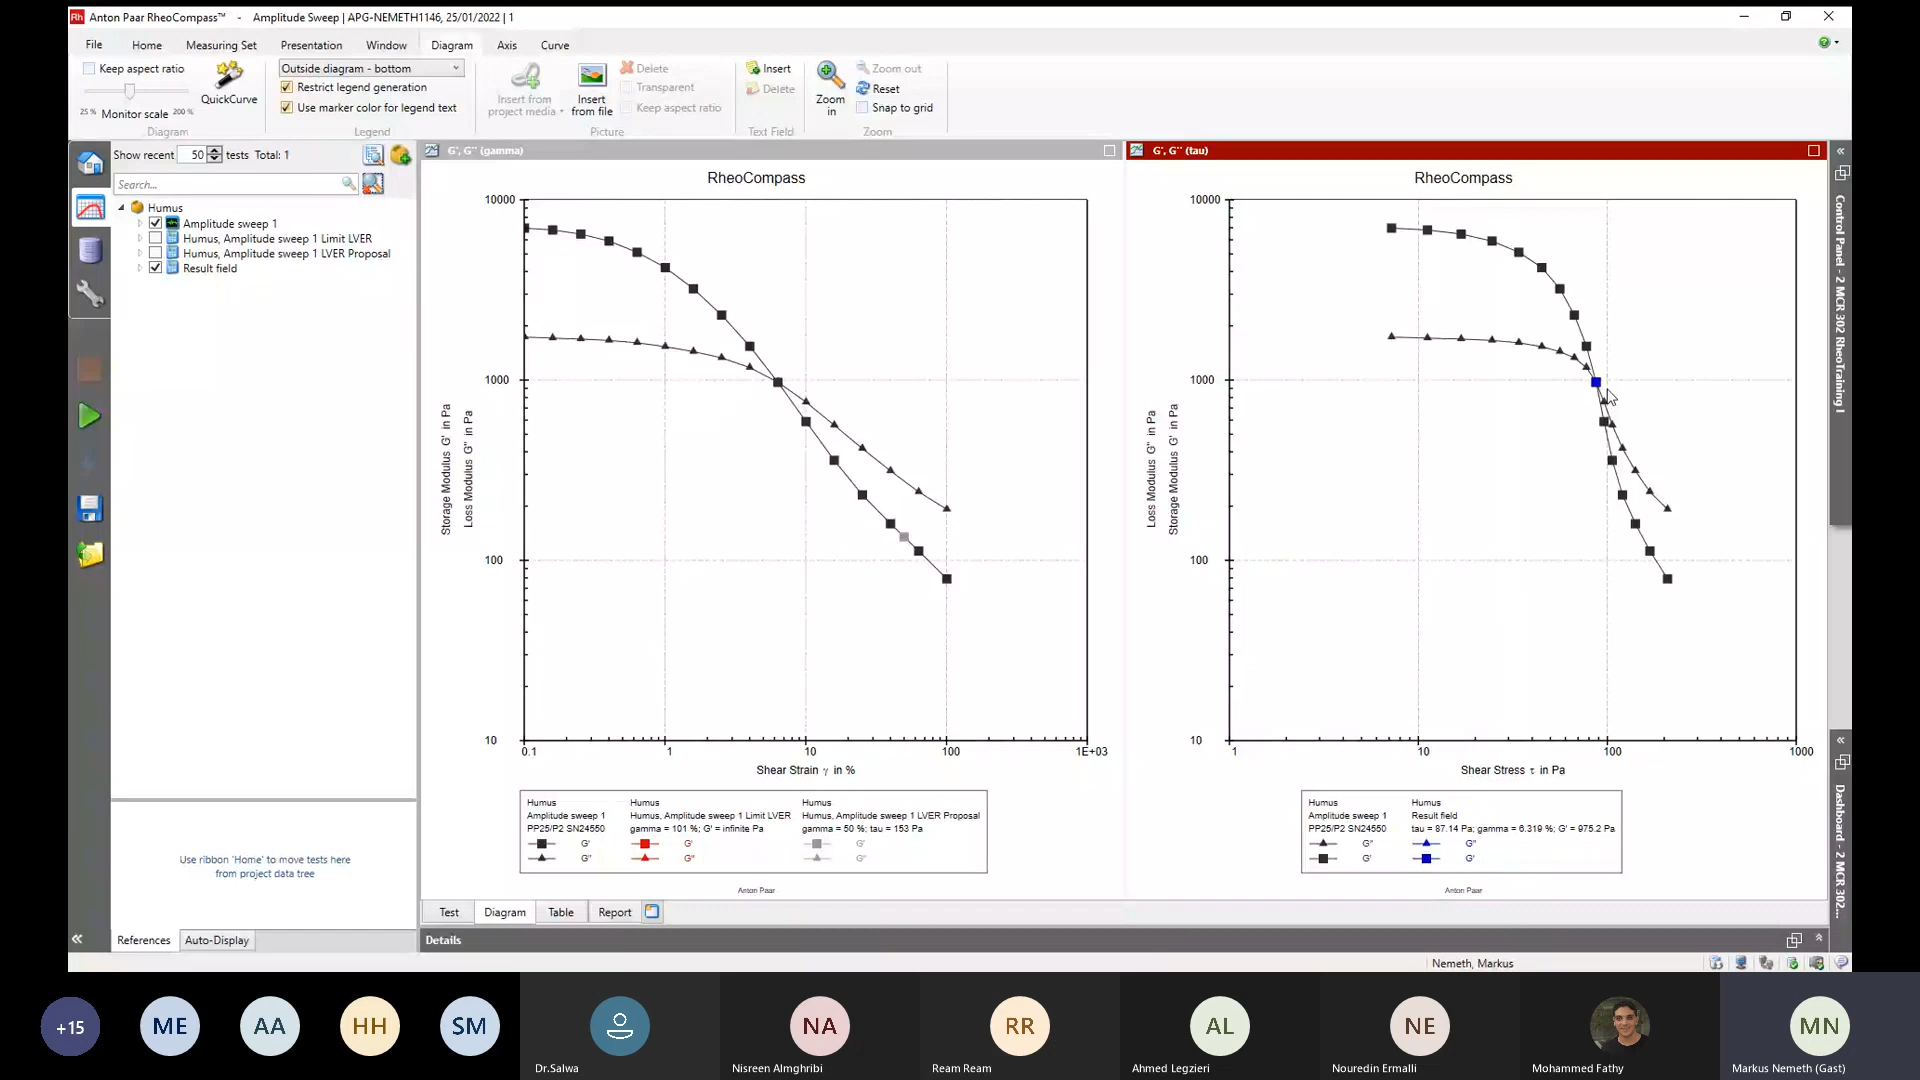 Rh Anton Paar RheoCompass™ - Amplitude Sweep | APG-NEMETH1146, 25/01/2022 | 1
File Home Measuring Set Presentation Window Diagram Axis Curve
Keep aspect ratio
25 % Monitor scale 200 %
QuickCurve
Diagram
Outside diagram - bottom
Restrict legend generation
Use marker color for legend text
Legend
Insert from
project media
Insert
from file
Delete
Transparent
Keep aspect ratio
Picture
Insert
Delete
Text Field
Zoom
in
Zoom out
Reset
Snap to grid
Zoom
Show recent 50 tests Total: 1
Search...
Humus
Amplitude sweep 1
Humus, Amplitude sweep 1 Limit LVER
Humus, Amplitude sweep 1 LVER Proposal
Result field
Use ribbon 'Home' to move tests here
from project data tree
References Auto-Display
G', G'' (gamma)
RheoCompass
10000
1000
100
10
Storage Modulus G' in Pa
Loss Modulus G'' in Pa
0.1 1 10 100 1E+03
Shear Strain γ in %
Humus
Amplitude sweep 1
PP25/P2 SN24550
G'
G''
Humus
Humus, Amplitude sweep 1 Limit LVER
gamma = 101 %; G' = infinite Pa
G'
G''
Humus
Humus, Amplitude sweep 1 LVER Proposal
gamma = 50 %; tau = 153 Pa
G'
G''
Anton Paar
G', G'' (tau)
RheoCompass
10000
1000
100
10
Loss Modulus G'' in Pa
Storage Modulus G' in Pa
1 10 100 1000
Shear Stress τ in Pa
Humus
Amplitude sweep 1
PP25/P2 SN24550
G''
G'
Humus
Result field
tau = 87.14 Pa; gamma = 6.319 %; G' = 975.2 Pa
G''
G'
Anton Paar
Control Panel - 2 MCR 302 RheoTraining I
Dashboard - 2 MCR 302...
Test Diagram Table Report
Details
Nemeth, Markus
+15
ME
AA
HH
SM
Dr.Salwa
NA
Nisreen Almghribi
RR
Ream Ream
AL
Ahmed Legzieri
NE
Nouredin Ermalli
Mohammed Fathy
MN
Markus Nemeth (Gast)